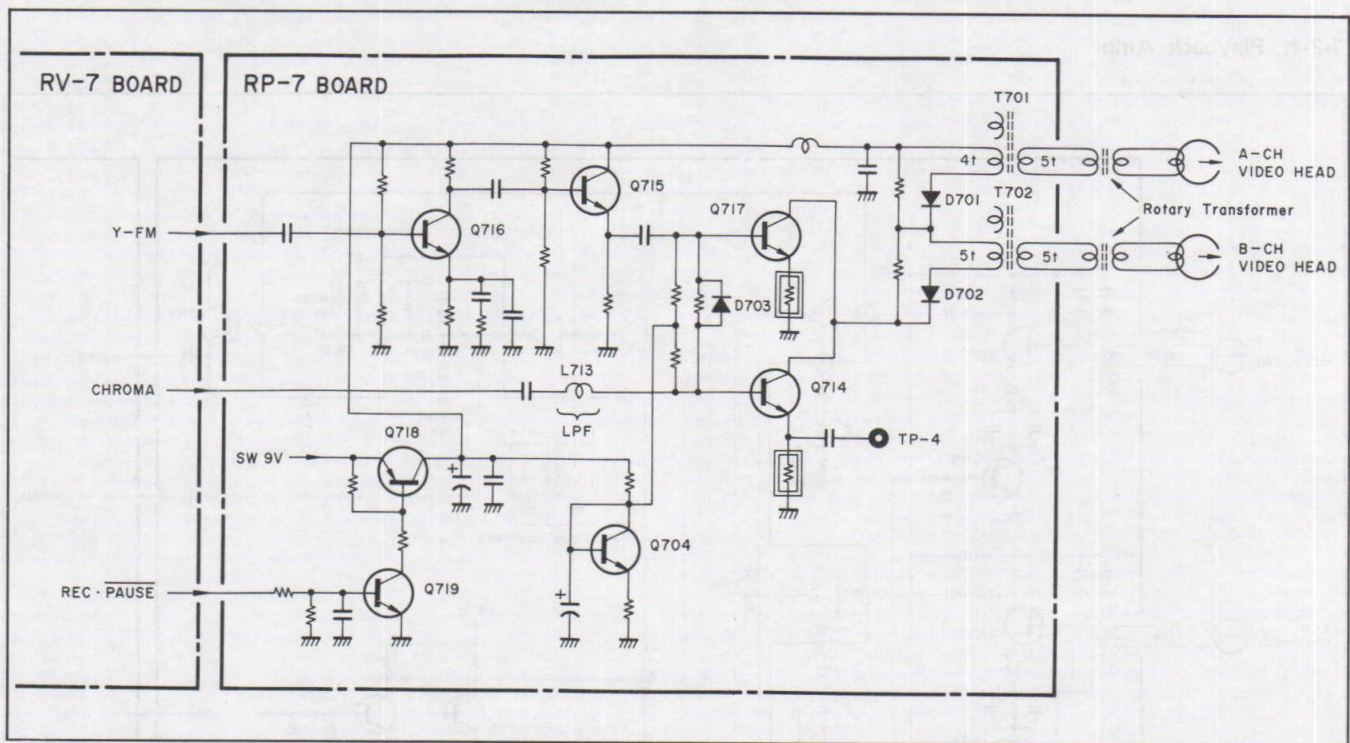 RV-7 BOARD
RP-7 BOARD
T701
4t
5t
A-CH
VIDEO HEAD
D701
T702
Rotary Transformer
Q715
Q717
Y-FM
Q716
5t
5t
B-CH
VIDEO HEAD
D702
D703
L713
Q714
CHROMA
LPF
Q718
TP-4
SW 9V
+
Q704
REC · PAUSE
Q719
+